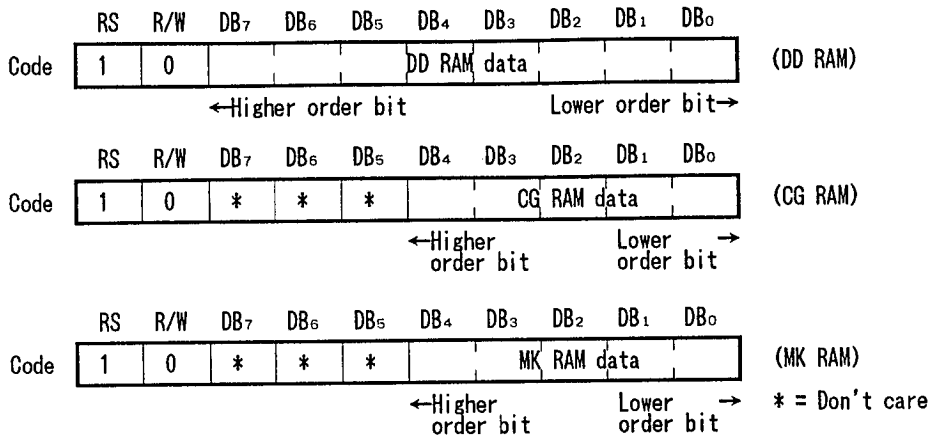 RS R/W DB₇ DB₆ DB₅ DB₄ DB₃ DB₂ DB₁ DB₀
Code 1 0 DD RAM data (DD RAM)
←Higher order bit Lower order bit→
RS R/W DB₇ DB₆ DB₅ DB₄ DB₃ DB₂ DB₁ DB₀
Code 1 0 * * * CG RAM data (CG RAM)
←Higher Lower →
order bit order bit
RS R/W DB₇ DB₆ DB₅ DB₄ DB₃ DB₂ DB₁ DB₀
Code 1 0 * * * MK RAM data (MK RAM)
←Higher Lower → * = Don't care
order bit order bit